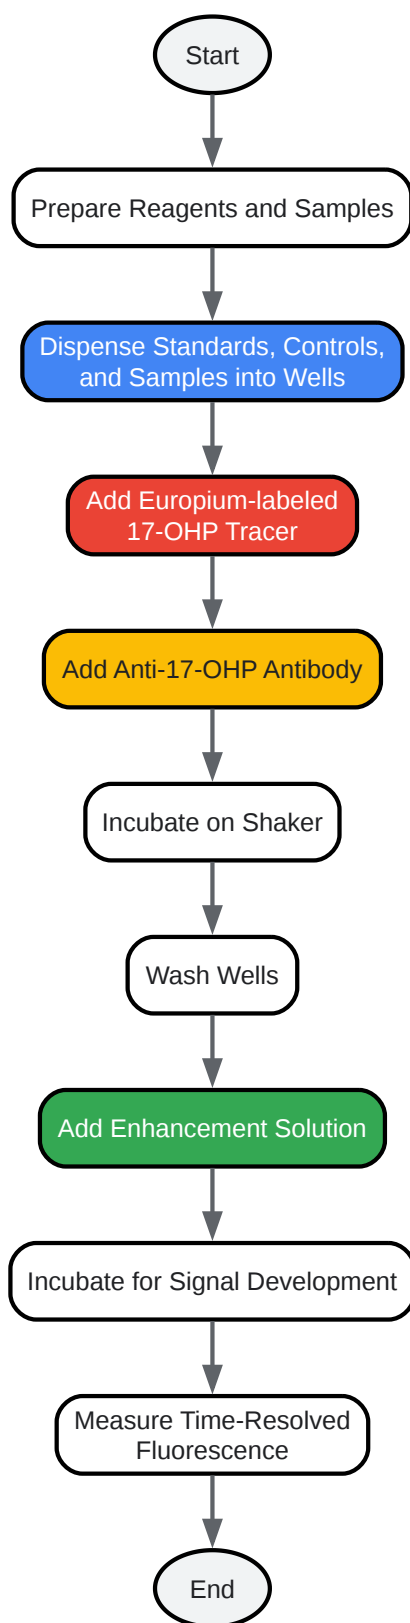 Start
Prepare Reagents and Samples
Dispense Standards, Controls,
and Samples into Wells
Add Europium-labeled
17-OHP Tracer
Add Anti-17-OHP Antibody
Incubate on Shaker
Wash Wells
Add Enhancement Solution
Incubate for Signal Development
Measure Time-Resolved
Fluorescence
End